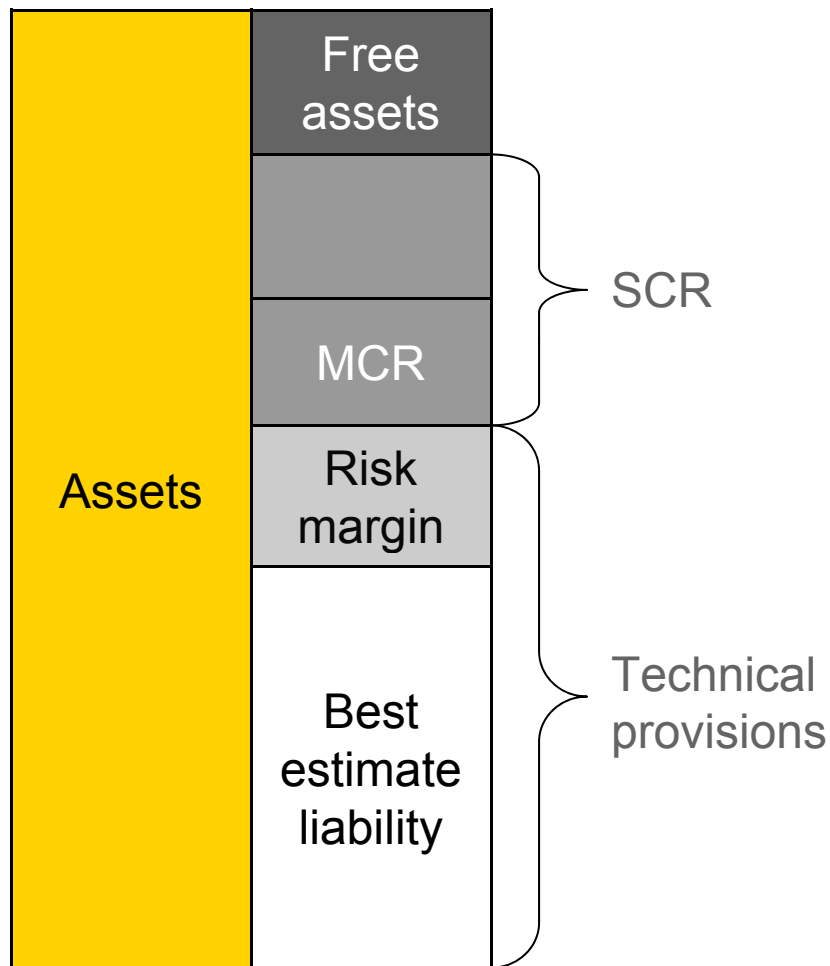 Free
assets
SCR
MCR
Assets
Risk
margin
Technical
provisions
Best
estimate
liability